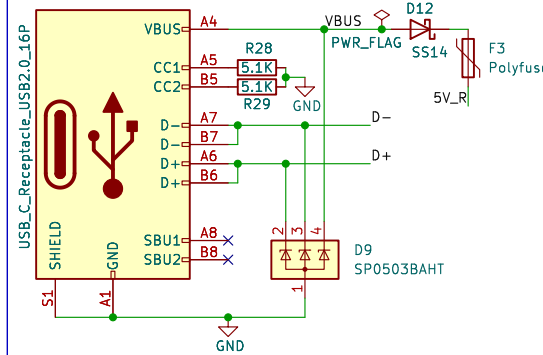 USB_C_Receptacle_USB2.0_16P
VBUS
A4
CC1
A5
CC2
B5
D-
A7
D-
B7
D+
A6
D+
B6
SBU1
A8
SBU2
B8
SHIELD
GND
S1
A1
R28
5.1K
5.1K
R29
GND
VBUS
PWR_FLAG
D12
SS14
F3
Polyfuse
5V_R
D-
D+
2
3
4
1
D9
SP0503BAHT
GND